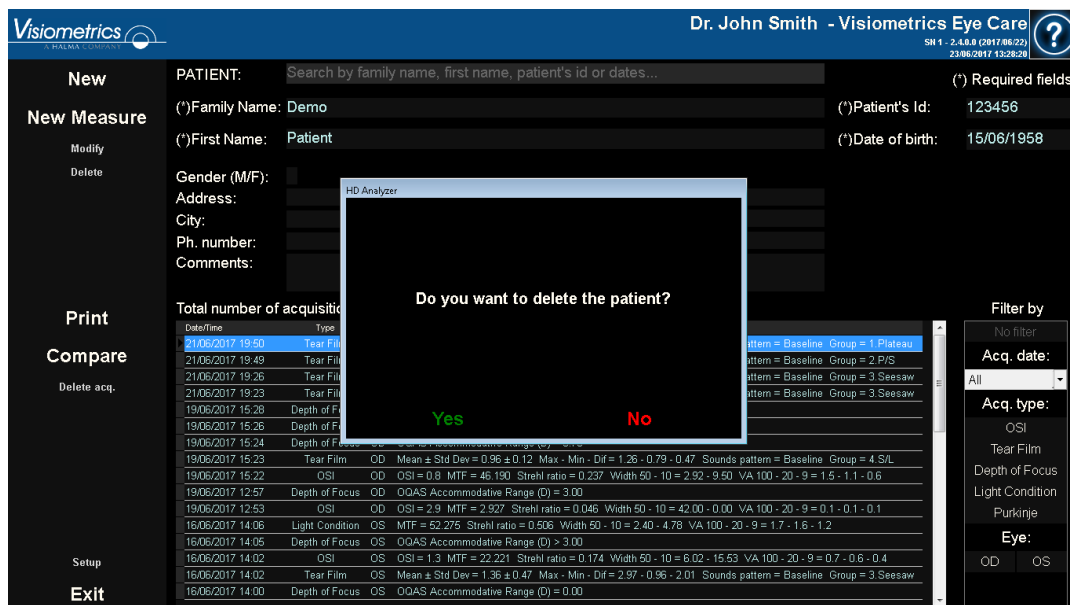 Visiometrics
A HALMA COMPANY
Dr. John Smith - Visiometrics Eye Care
SN 1 - 2.4.0.0 (2017/06/22)
23/06/2017 13:28:20
?
New
New Measure
Modify
Delete
Print
Compare
Delete acq.
Setup
Exit
PATIENT: Search by family name, first name, patient's id or dates...
(*) Required fields
(*)Family Name: Demo (*)Patient's Id: 123456
(*)First Name: Patient (*)Date of birth: 15/06/1958
Gender (M/F):
Address:
City:
Ph. number:
Comments:
HD Analyzer
Do you want to delete the patient?
Yes No
Total number of
Date/Time Type
21/06/2017 19:50 Tear = Baseline Group = 1.Plateau
21/06/2017 19:49 Tear = Baseline Group = 2.P/S
21/06/2017 19:26 Tear = Baseline Group = 3.Seesaw
21/06/2017 19:23 Tear = Baseline Group = 3.Seesaw
19/06/2017 15:28 Depth of
19/06/2017 15:26 Depth of
19/06/2017 15:24 Depth of
19/06/2017 15:23 Tear Film OD Mean ± Std Dev = 0.96 ± 0.12 Max - Min - Dif = 1.26 - 0.79 - 0.47 Sounds pattern = Baseline Group = 4.S/L
19/06/2017 15:22 OSI OD OSI = 0.8 MTF = 46.190 Strehl ratio = 0.237 Width 50 - 10 = 2.92 - 9.50 VA 100 - 20 - 9 = 1.5 - 1.1 - 0.6
19/06/2017 12:57 Depth of Focus OD OQAS Accommodative Range (D) = 3.00
19/06/2017 12:53 OSI OD OSI = 2.9 MTF = 2.927 Strehl ratio = 0.046 Width 50 - 10 = 42.00 - 0.00 VA 100 - 20 - 9 = 0.1 - 0.1 - 0.1
16/06/2017 14:06 Light Condition OS MTF = 52.275 Strehl ratio = 0.506 Width 50 - 10 = 2.40 - 4.78 VA 100 - 20 - 9 = 1.7 - 1.6 - 1.2
16/06/2017 14:05 Depth of Focus OS OQAS Accommodative Range (D) > 3.00
16/06/2017 14:02 OSI OS OSI = 1.3 MTF = 22.221 Strehl ratio = 0.174 Width 50 - 10 = 6.02 - 15.53 VA 100 - 20 - 9 = 0.7 - 0.6 - 0.4
16/06/2017 14:02 Tear Film OS Mean ± Std Dev = 1.36 ± 0.47 Max - Min - Dif = 2.97 - 0.96 - 2.01 Sounds pattern = Baseline Group = 3.Seesaw
16/06/2017 14:00 Depth of Focus OS OQAS Accommodative Range (D) = 0.00
Filter by
No filter
Acq. date:
All
Acq. type:
OSI
Tear Film
Depth of Focus
Light Condition
Purkinje
Eye:
OD OS